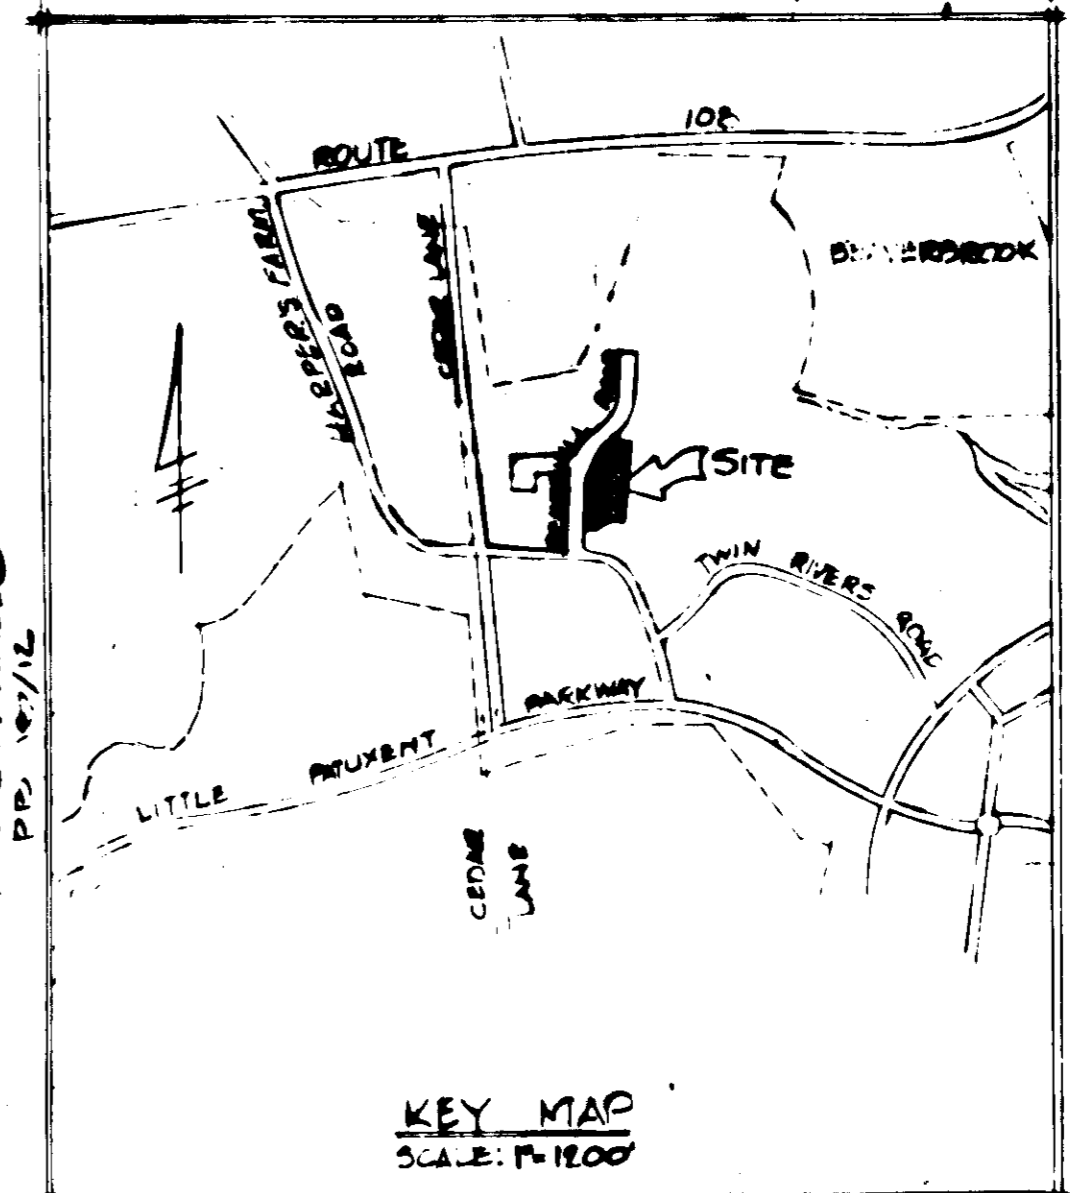 ROUTE 108
HARPER'S FARM
ROAD
CEDAR LANE
SITE
TWIN RIVERS ROAD
LITTLE PATUXENT PARKWAY
CEDAR
LANE
KEY MAP
SCALE: 1"=1200'